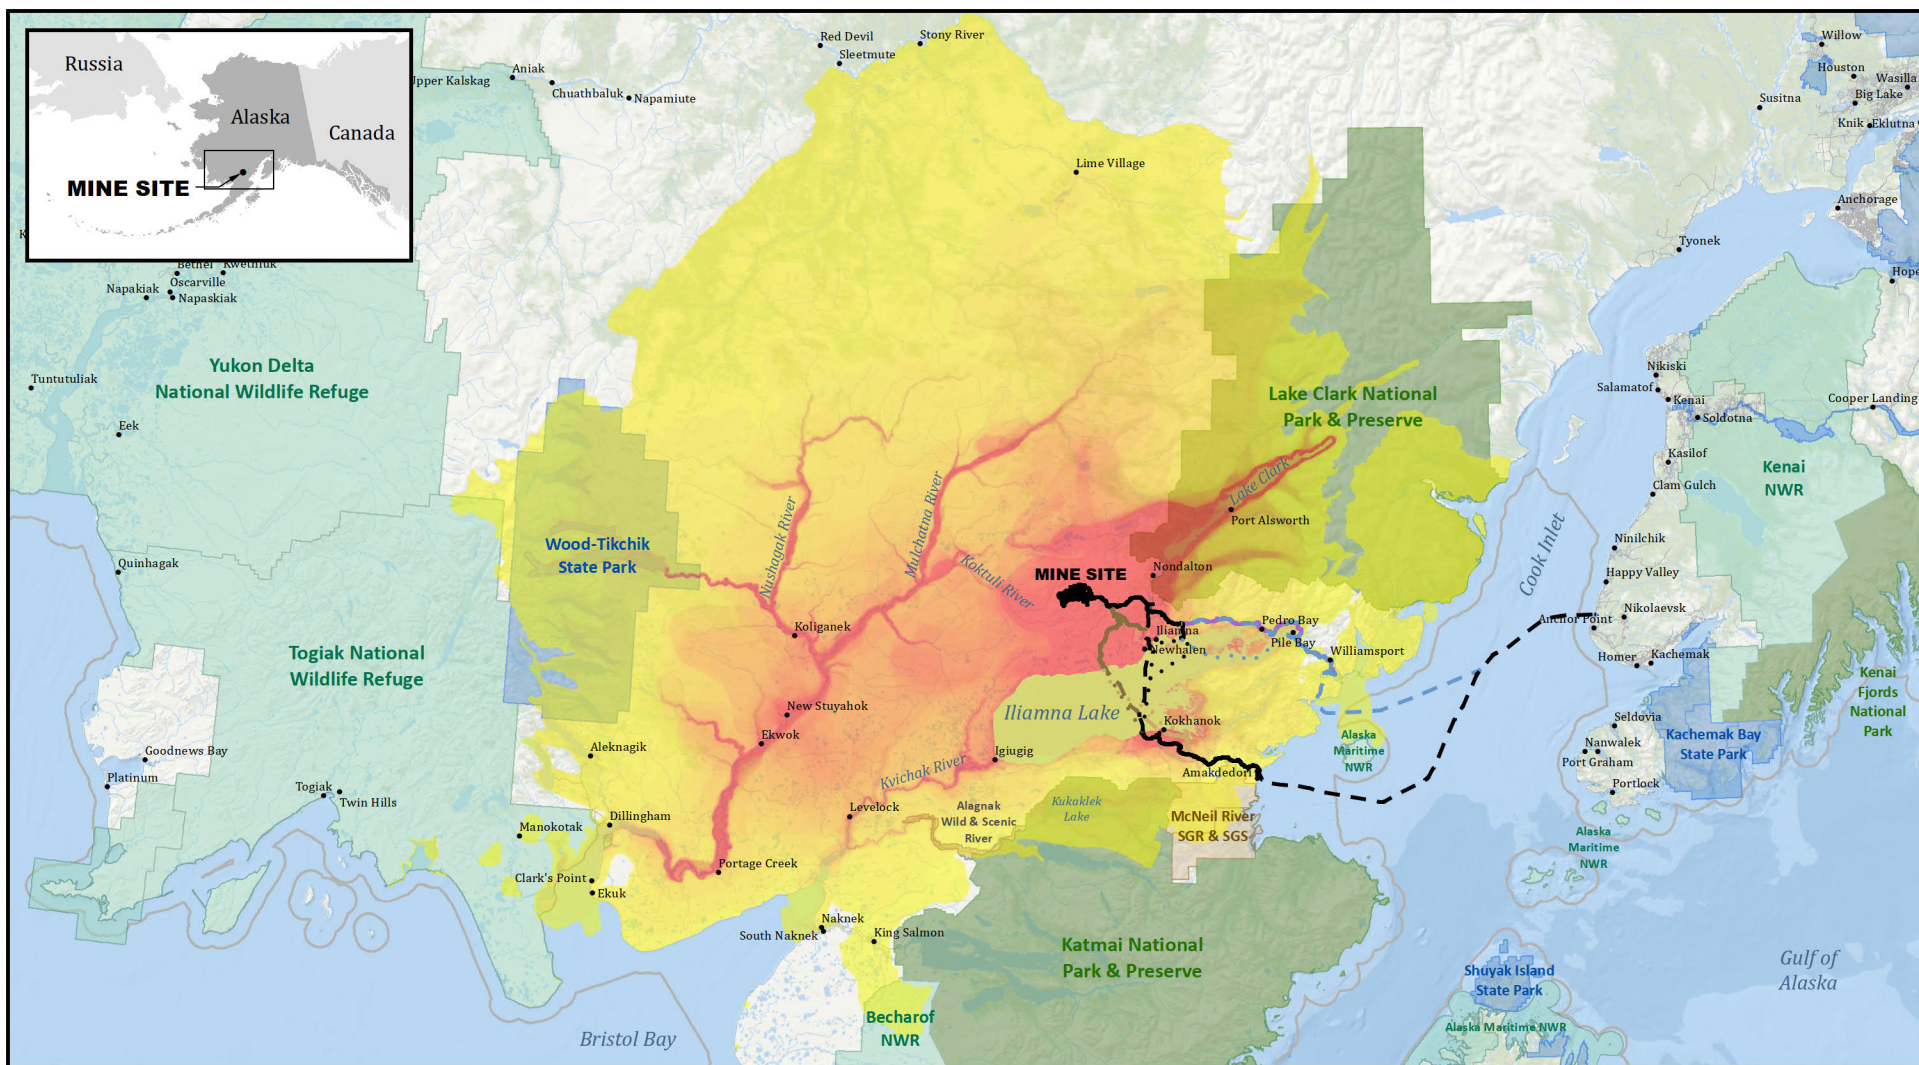 Russia
Alaska
Canada
MINE SITE
Red Devil
Sleetmute
Stony River
Upper Kalskag
Aniak
Chuathbaluk
Napamiute
Lime Village
Willow
Houston
Wasilla
Big Lake
Susitna
Knik
Eklutna
Anchorage
Tyonek
Hope
Bethel
Kwethluk
Oscarville
Napakiak
Napaskiak
Yukon Delta
National Wildlife Refuge
Tuntutuliak
Eek
Nikiski
Salamatof
Kenai
Soldotna
Cooper Landing
Lake Clark National
Park & Preserve
Kasilof
Kenai
NWR
Clam Gulch
Lake Clark
Port Alsworth
Nushagak River
Mulchatna River
Koktuli River
Cook Inlet
Wood-Tikchik
State Park
Quinhagak
Ninilchik
Happy Valley
MINE SITE
Nondalton
Nikolaevsk
Anchor Point
Koliganek
Iliamna
Newhalen
Pedro Bay
Pile Bay
Williamsport
Homer
Kachemak
Togiak National
Wildlife Refuge
Kenai
Fjords
National
Park
New Stuyahok
Iliamna Lake
Kokhanok
Seldovia
Kachemak Bay
State Park
Ekwok
Aleknagik
Igiugig
Alaska
Maritime
NWR
Nanwalek
Port Graham
Goodnews Bay
Platinum
Kvichak River
Amakdedori
Portlock
Togiak
Twin Hills
Levelock
Alagnak
Wild & Scenic
River
Kukaklek
Lake
McNeil River
SGR & SGS
Manokotak
Dillingham
Alaska
Maritime
NWR
Portage Creek
Clark's Point
Ekuk
Naknek
South Naknek
King Salmon
Katmai National
Park & Preserve
Shuyak Island
State Park
Gulf of
Alaska
Bristol Bay
Becharof
NWR
Alaska Maritime NWR